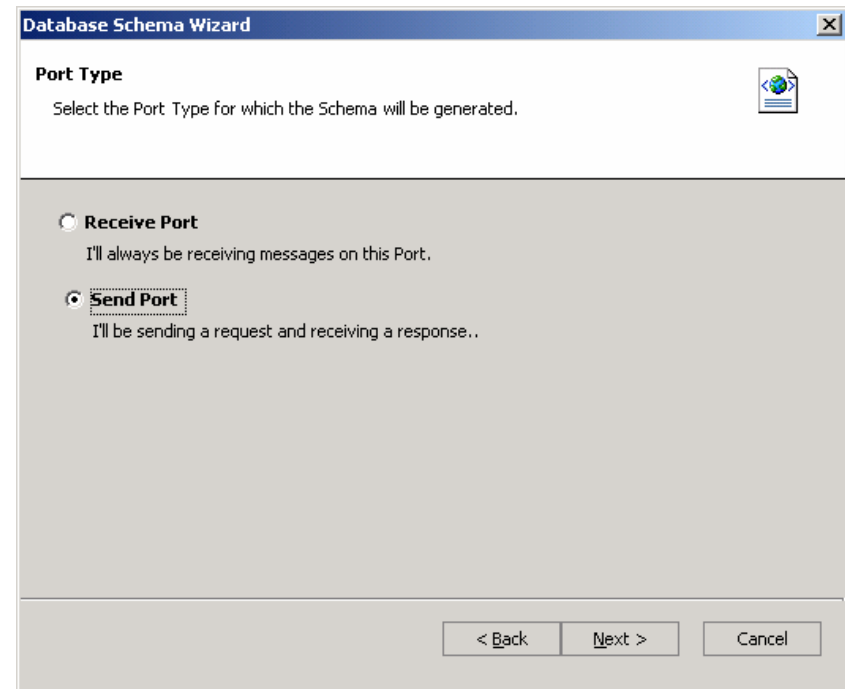 Database Schema Wizard
Port Type
Select the Port Type for which the Schema will be generated.
Receive Port
I'll always be receiving messages on this Port.
Send Port
I'll be sending a request and receiving a response..
< Back Next > Cancel